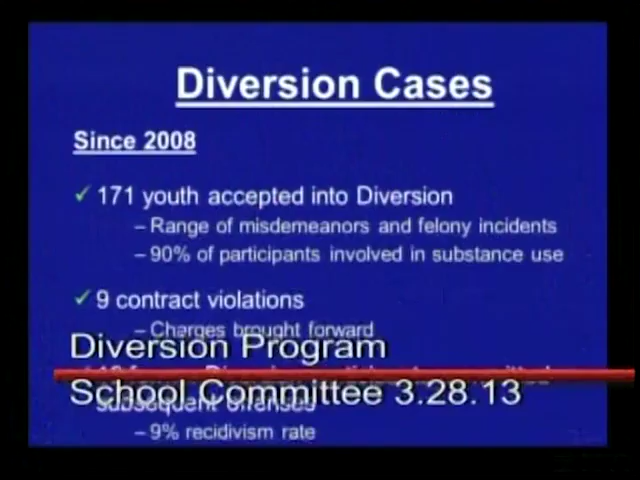 Diversion Cases
Since 2008
✓ 171 youth accepted into Diversion
– Range of misdemeanors and felony incidents
– 90% of participants involved in substance use
✓ 9 contract violations
– Charges brought forward
Diversion Program
School Committee 3.28.13
subsequent offenses
– 9% recidivism rate